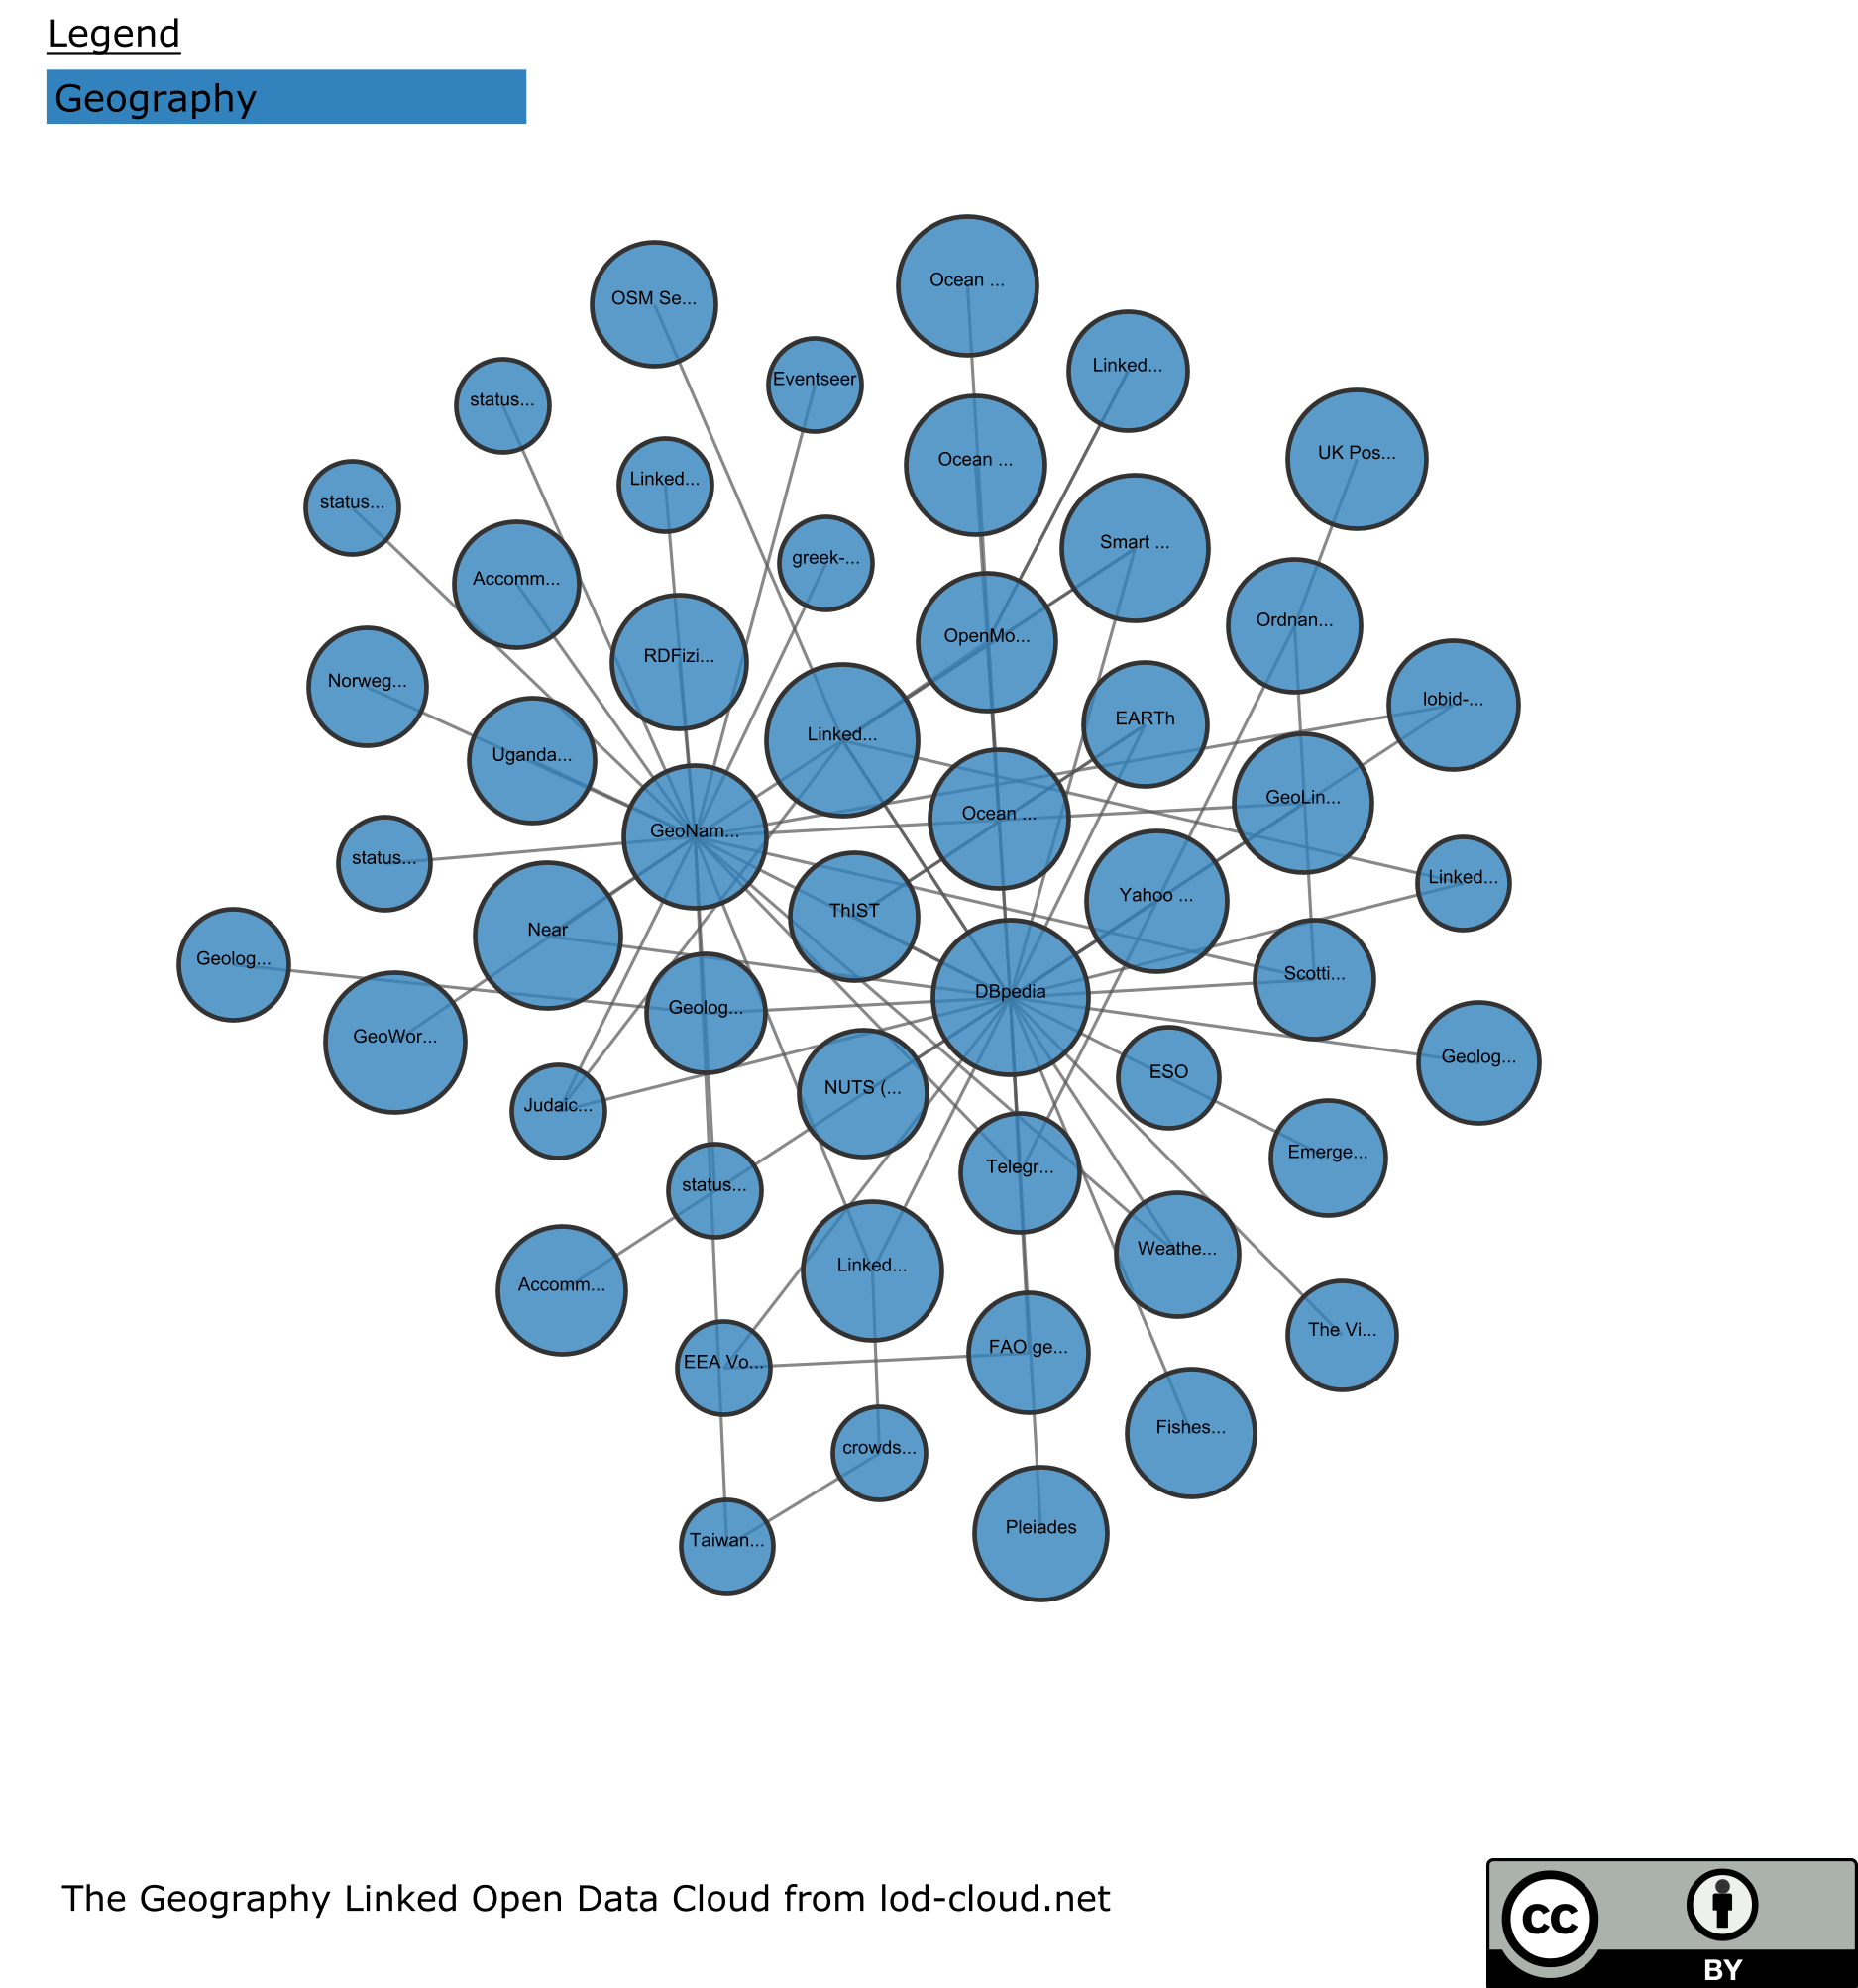 Legend
Geography
Ocean ...
OSM Se...
Linked...
Eventseer
status...
UK Pos...
Ocean ...
Linked...
status...
Smart ...
greek-...
Accomm...
Ordnan...
OpenMo...
RDFizi...
Norweg...
lobid-...
EARTh
Linked...
Uganda...
GeoLin...
Ocean ...
GeoNam...
status...
Linked...
Yahoo ...
ThIST
Near
Geolog...
Scotti...
DBpedia
Geolog...
GeoWor...
Geolog...
ESO
NUTS (...
Judaic...
Emerge...
Telegr...
status...
Weathe...
Linked...
Accomm...
The Vi...
FAO ge...
EEA Vo...
Fishes...
crowds...
Pleiades
Taiwan...
The Geography Linked Open Data Cloud from lod-cloud.net
cc
BY